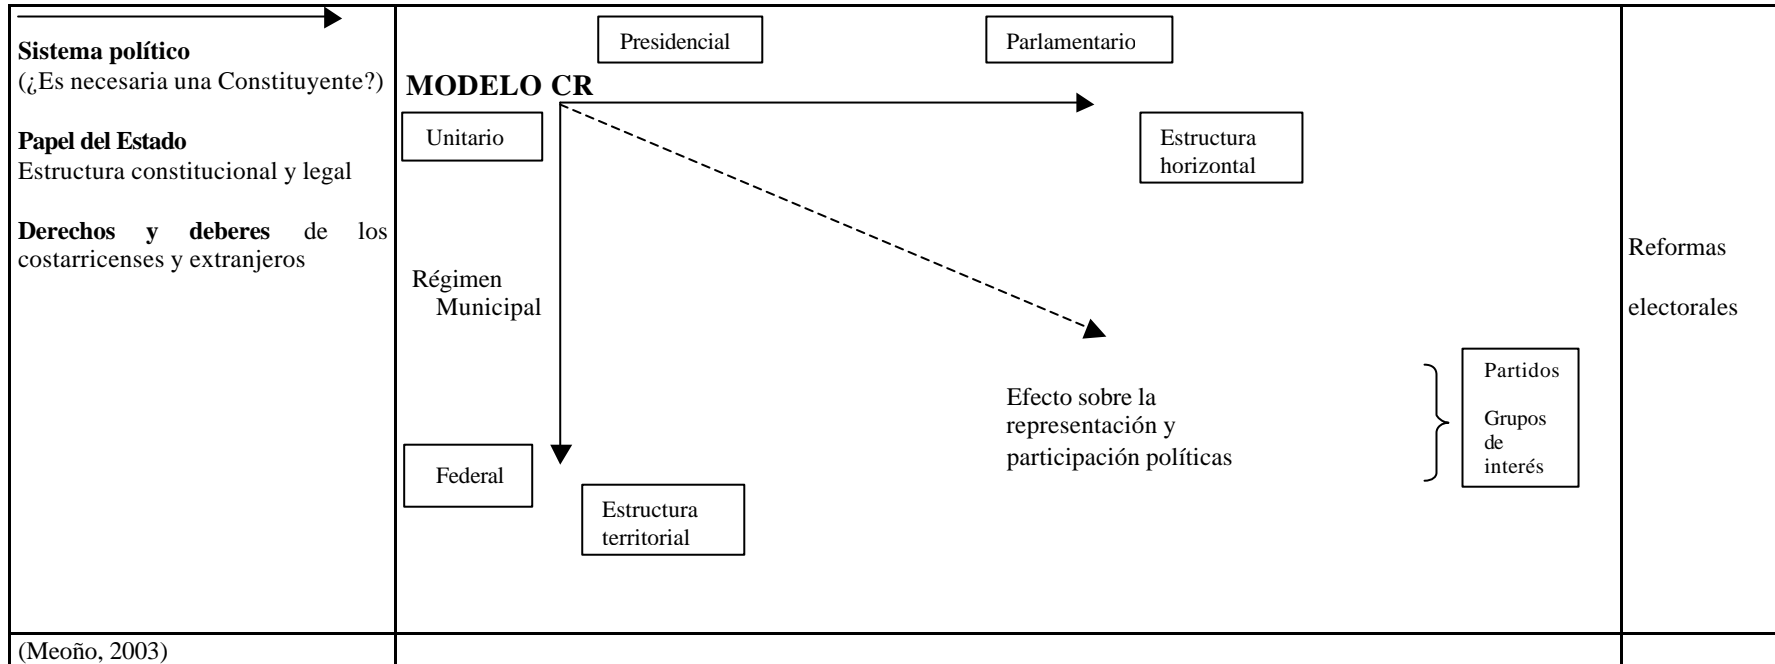 Sistema político
(¿Es necesaria una Constituyente?)
Papel del Estado
Estructura constitucional y legal
Derechos y deberes de los
costarricenses y extranjeros
Presidencial
Parlamentario
MODELO CR
Unitario
Estructura
horizontal
Régimen
Municipal
Efecto sobre la
representación y
participación políticas
Partidos
Grupos
de
interés
Federal
Estructura
territorial
Reformas
electorales
(Meoño, 2003)